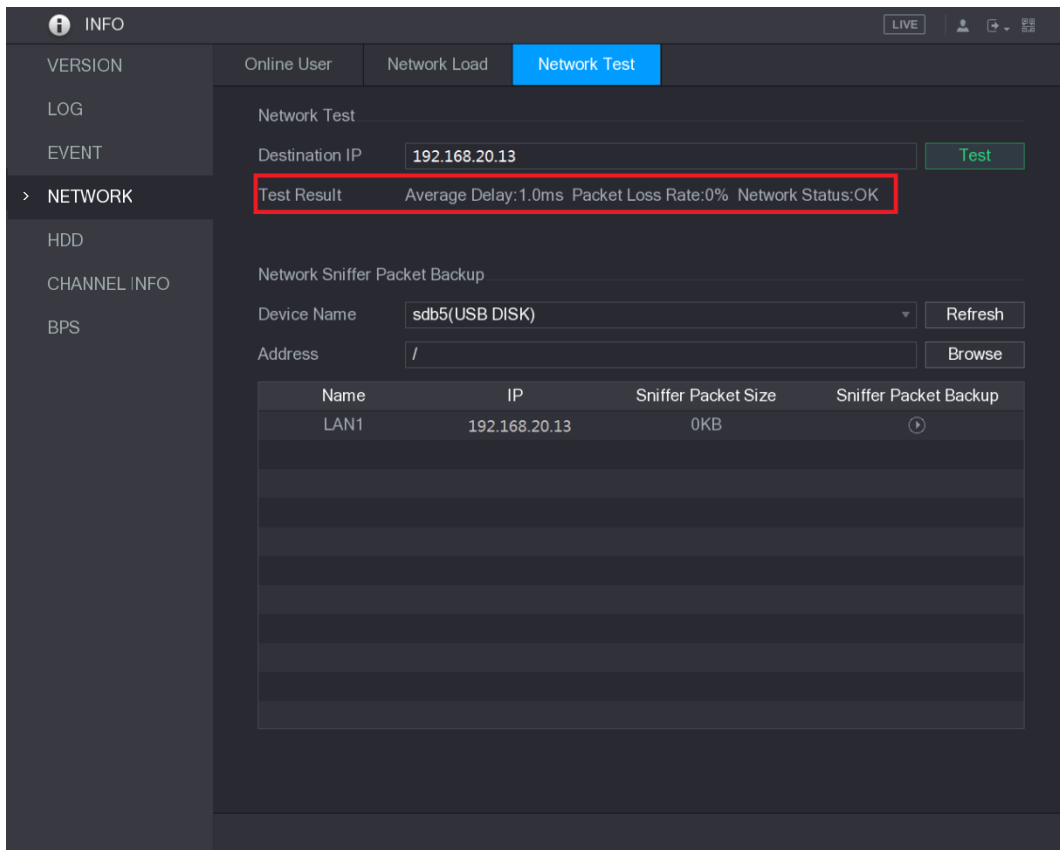 INFO LIVE
VERSION Online User Network Load Network Test
LOG Network Test
EVENT Destination IP 192.168.20.13 Test
> NETWORK Test Result Average Delay:1.0ms Packet Loss Rate:0% Network Status:OK
HDD
CHANNEL INFO Network Sniffer Packet Backup
BPS Device Name sdb5(USB DISK) Refresh
Address / Browse
Name IP Sniffer Packet Size Sniffer Packet Backup
LAN1 192.168.20.13 0KB